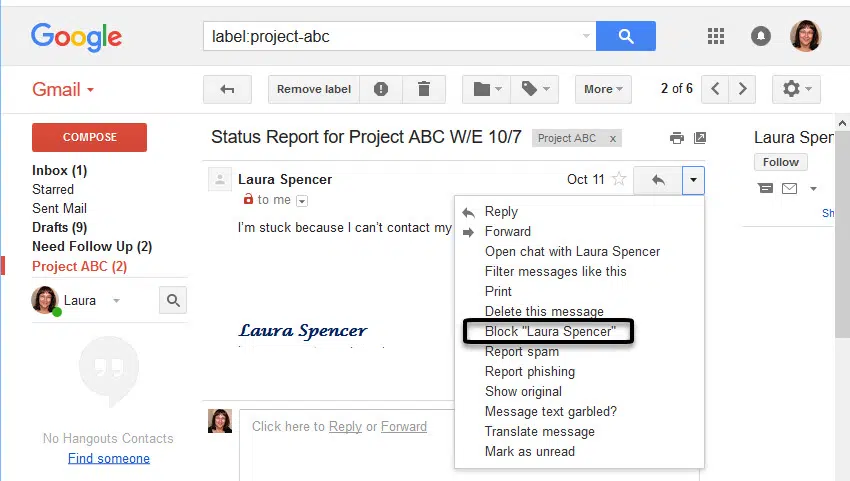 Google
label:project-abc
Gmail
Remove label
More
2 of 6
COMPOSE
Inbox (1)
Starred
Sent Mail
Drafts (9)
Need Follow Up (2)
Project ABC (2)
Laura
No Hangouts Contacts
Find someone
Status Report for Project ABC W/E 10/7
Project ABC x
Laura Spencer
Oct 11
to me
I'm stuck because I can't contact my
Laura Spencer
Click here to Reply or Forward
Reply
Forward
Open chat with Laura Spencer
Filter messages like this
Print
Delete this message
Block "Laura Spencer"
Report spam
Report phishing
Show original
Message text garbled?
Translate message
Mark as unread
Laura Spen
Follow
Sh